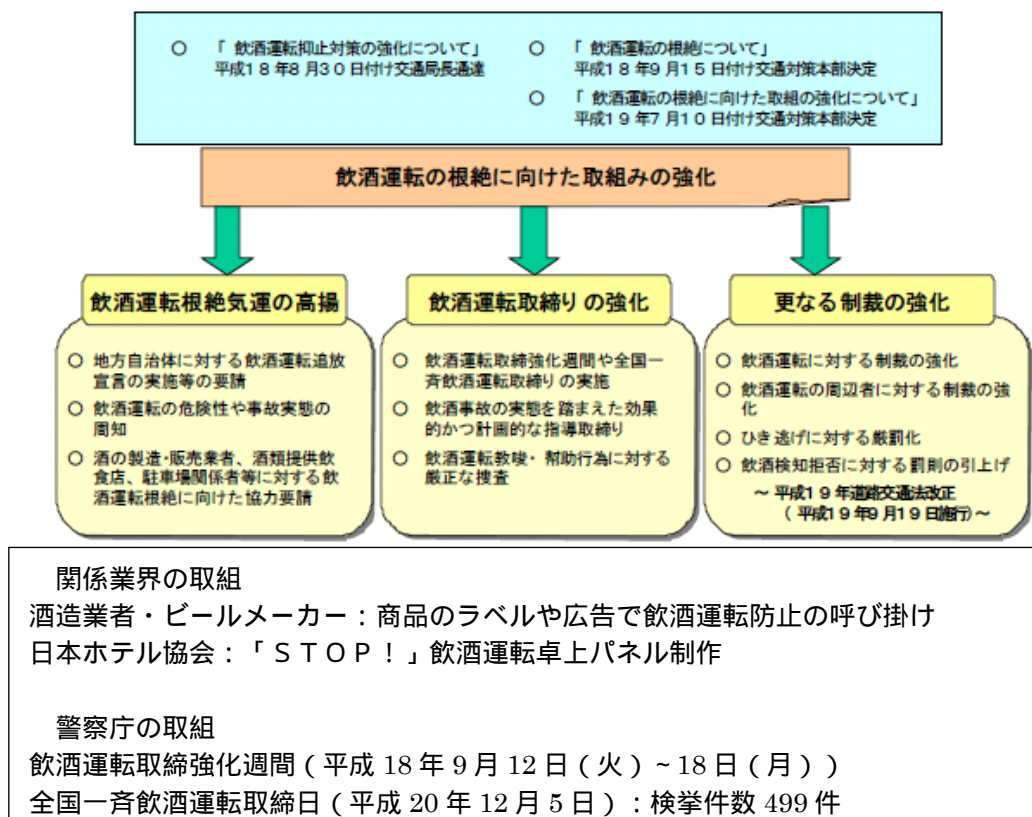 ○ 「 飲酒運転抑止対策の強化について」
平成18年8月30日付け交通局長通達
○ 「 飲酒運転の根絶について」
平成18年9月15日付け交通対策本部決定
○ 「 飲酒運転の根絶に向けた取組の強化について」
平成19年7月10日付け交通対策本部決定
飲酒運転の根絶に向けた取組みの強化
飲酒運転根絶気運の高揚
○ 地方自治体に対する飲酒運転追放
宣言の実施等の要請
○ 飲酒運転の危険性や事故実態の
周知
○ 酒の製造・販売業者、酒類提供飲
食店、駐車場関係者等に対する飲
酒運転根絶に向けた協力要請
飲酒運転取締りの強化
○ 飲酒運転取締強化週間や全国一
斉飲酒運転取締りの実施
○ 飲酒事故の実態を踏まえた効果
的かつ計画的な指導取締り
○ 飲酒運転教唆・幇助行為に対する
厳正な捜査
更なる制裁の強化
○ 飲酒運転に対する制裁の強化
○ 飲酒運転の周辺者に対する制裁の強
化
○ ひき逃げに対する厳罰化
○ 飲酒検知拒否に対する罰則の引上げ
～ 平成19年道路交通法改正
( 平成19年9月19日施行)～
関係業界の取組
酒造業者・ビールメーカー：商品のラベルや広告で飲酒運転防止の呼び掛け
日本ホテル協会：「ＳＴＯＰ！」飲酒運転卓上パネル制作
警察庁の取組
飲酒運転取締強化週間（平成 18 年 9 月 12 日（火）~18 日（月））
全国一斉飲酒運転取締日（平成 20 年 12 月 5 日）：検挙件数 499 件